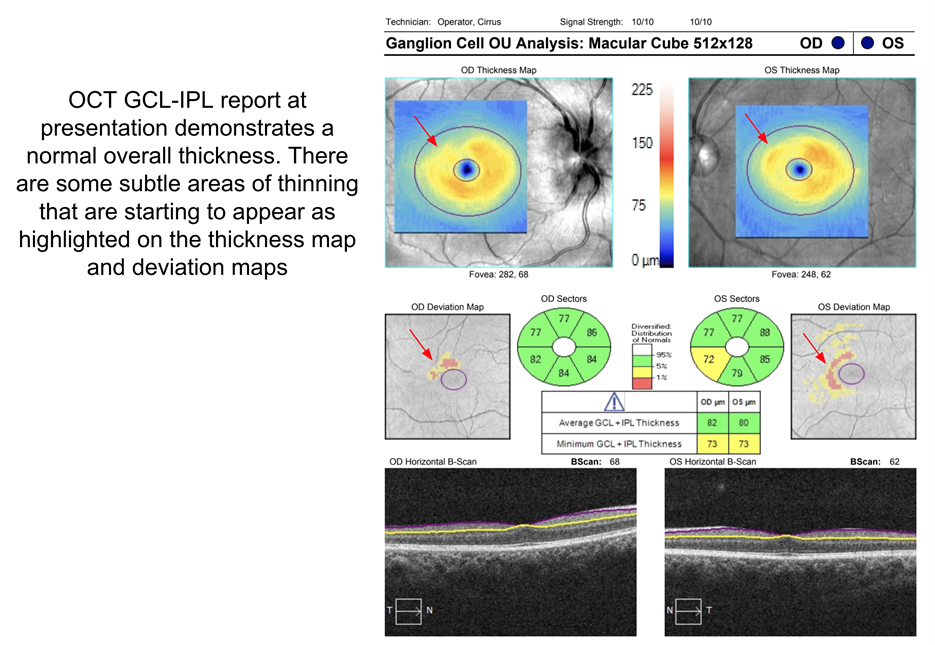 OCT GCL-IPL report at
presentation demonstrates a
normal overall thickness. There
are some subtle areas of thinning
that are starting to appear as
highlighted on the thickness map
and deviation maps
Technician: Operator, Cirrus Signal Strength: 10/10 10/10
Ganglion Cell OU Analysis: Macular Cube 512x128 OD OS
OD Thickness Map
OS Thickness Map
225
150
75
0 µm
Fovea: 282, 68
Fovea: 248, 62
OD Deviation Map
OD Sectors
OS Sectors
OS Deviation Map
77
77 86
82 84
84
Diversified:
Distribution
of Normals
95%
5%
1%
77
77 88
72 85
79
OD µm OS µm
Average GCL + IPL Thickness 82 80
Minimum GCL + IPL Thickness 73 73
OD Horizontal B-Scan BScan: 68
OS Horizontal B-Scan BScan: 62
T N
N T